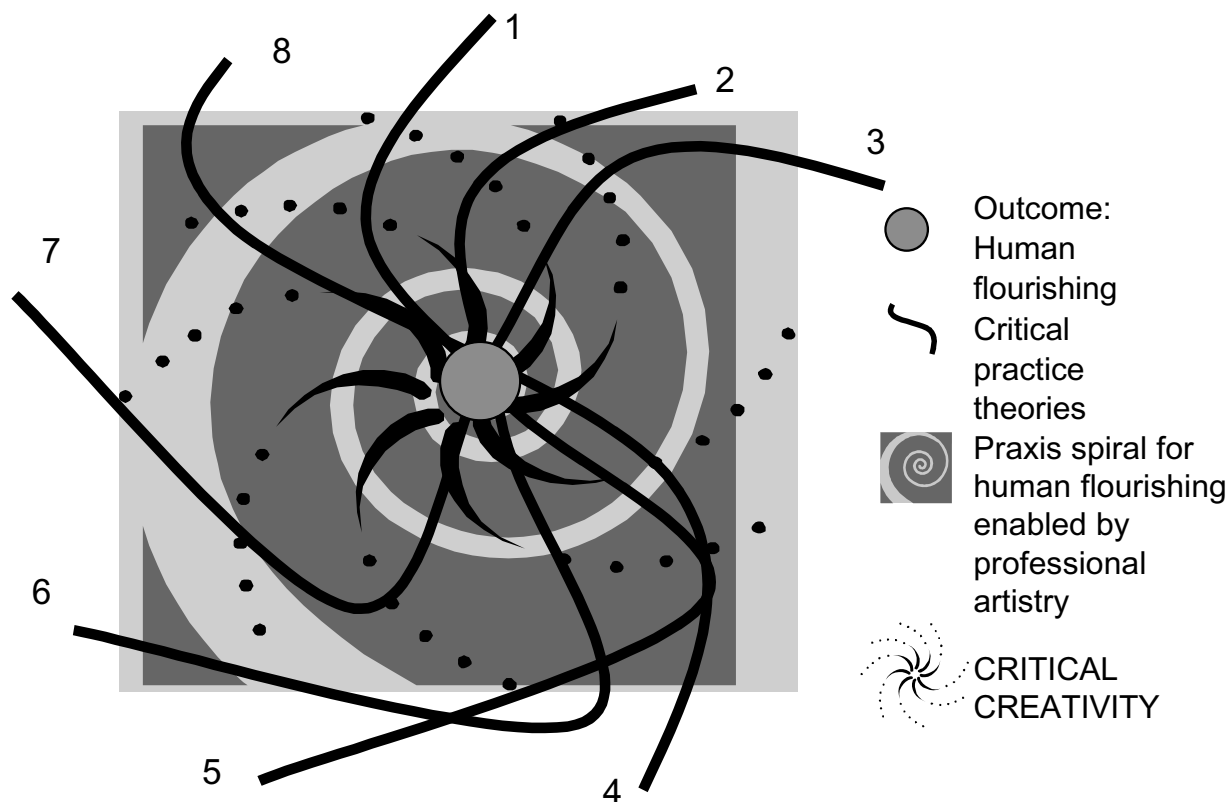 1
8
2
3
7
6
5
4
Outcome:
Human
flourishing
Critical
practice
theories
Praxis spiral for
human flourishing
enabled by
professional
artistry
CRITICAL
CREATIVITY